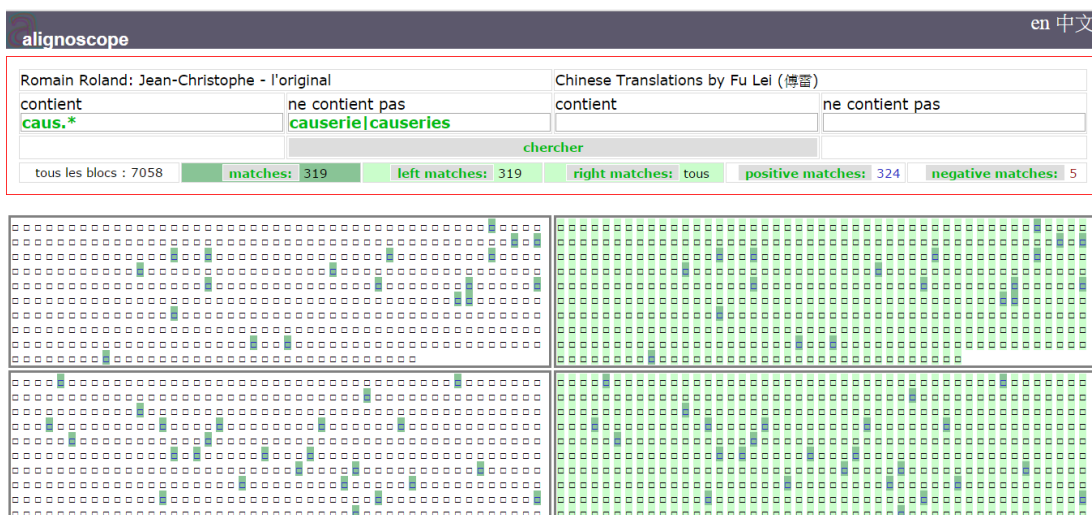 en 中文
alignoscope
Romain Roland: Jean-Christophe - l'original
Chinese Translations by Fu Lei (傅雷)
contient
ne contient pas
contient
ne contient pas
caus.*
causerie|causeries
chercher
tous les blocs : 7058
matches: 319
left matches: 319
right matches: tous
positive matches: 324
negative matches: 5